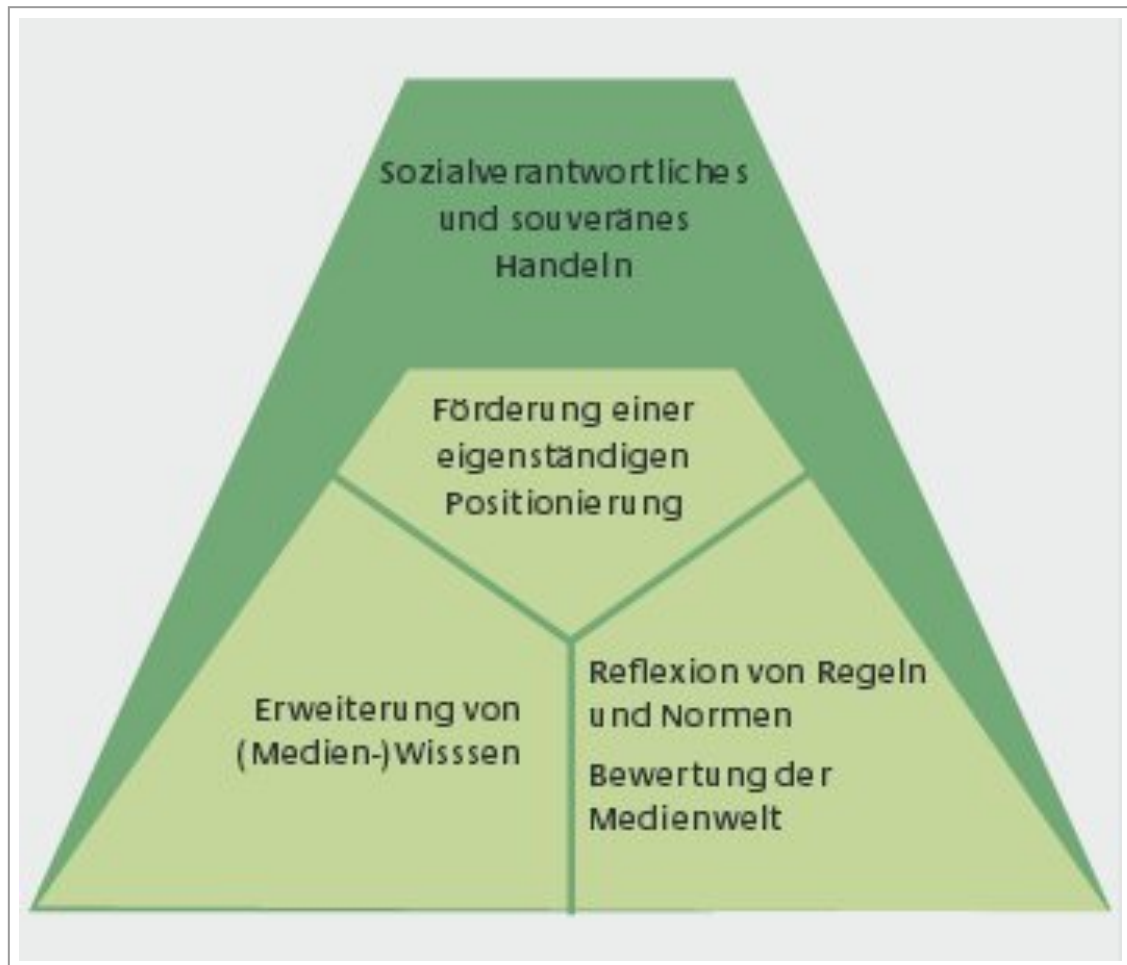 Sozialverantwortliches
und souveränes
Handeln
Förderung einer
eigenständigen
Positionierung
Erweiterung von
(Medien-)Wisssen
Reflexion von Regeln
und Normen
Bewertung der
Medienwelt